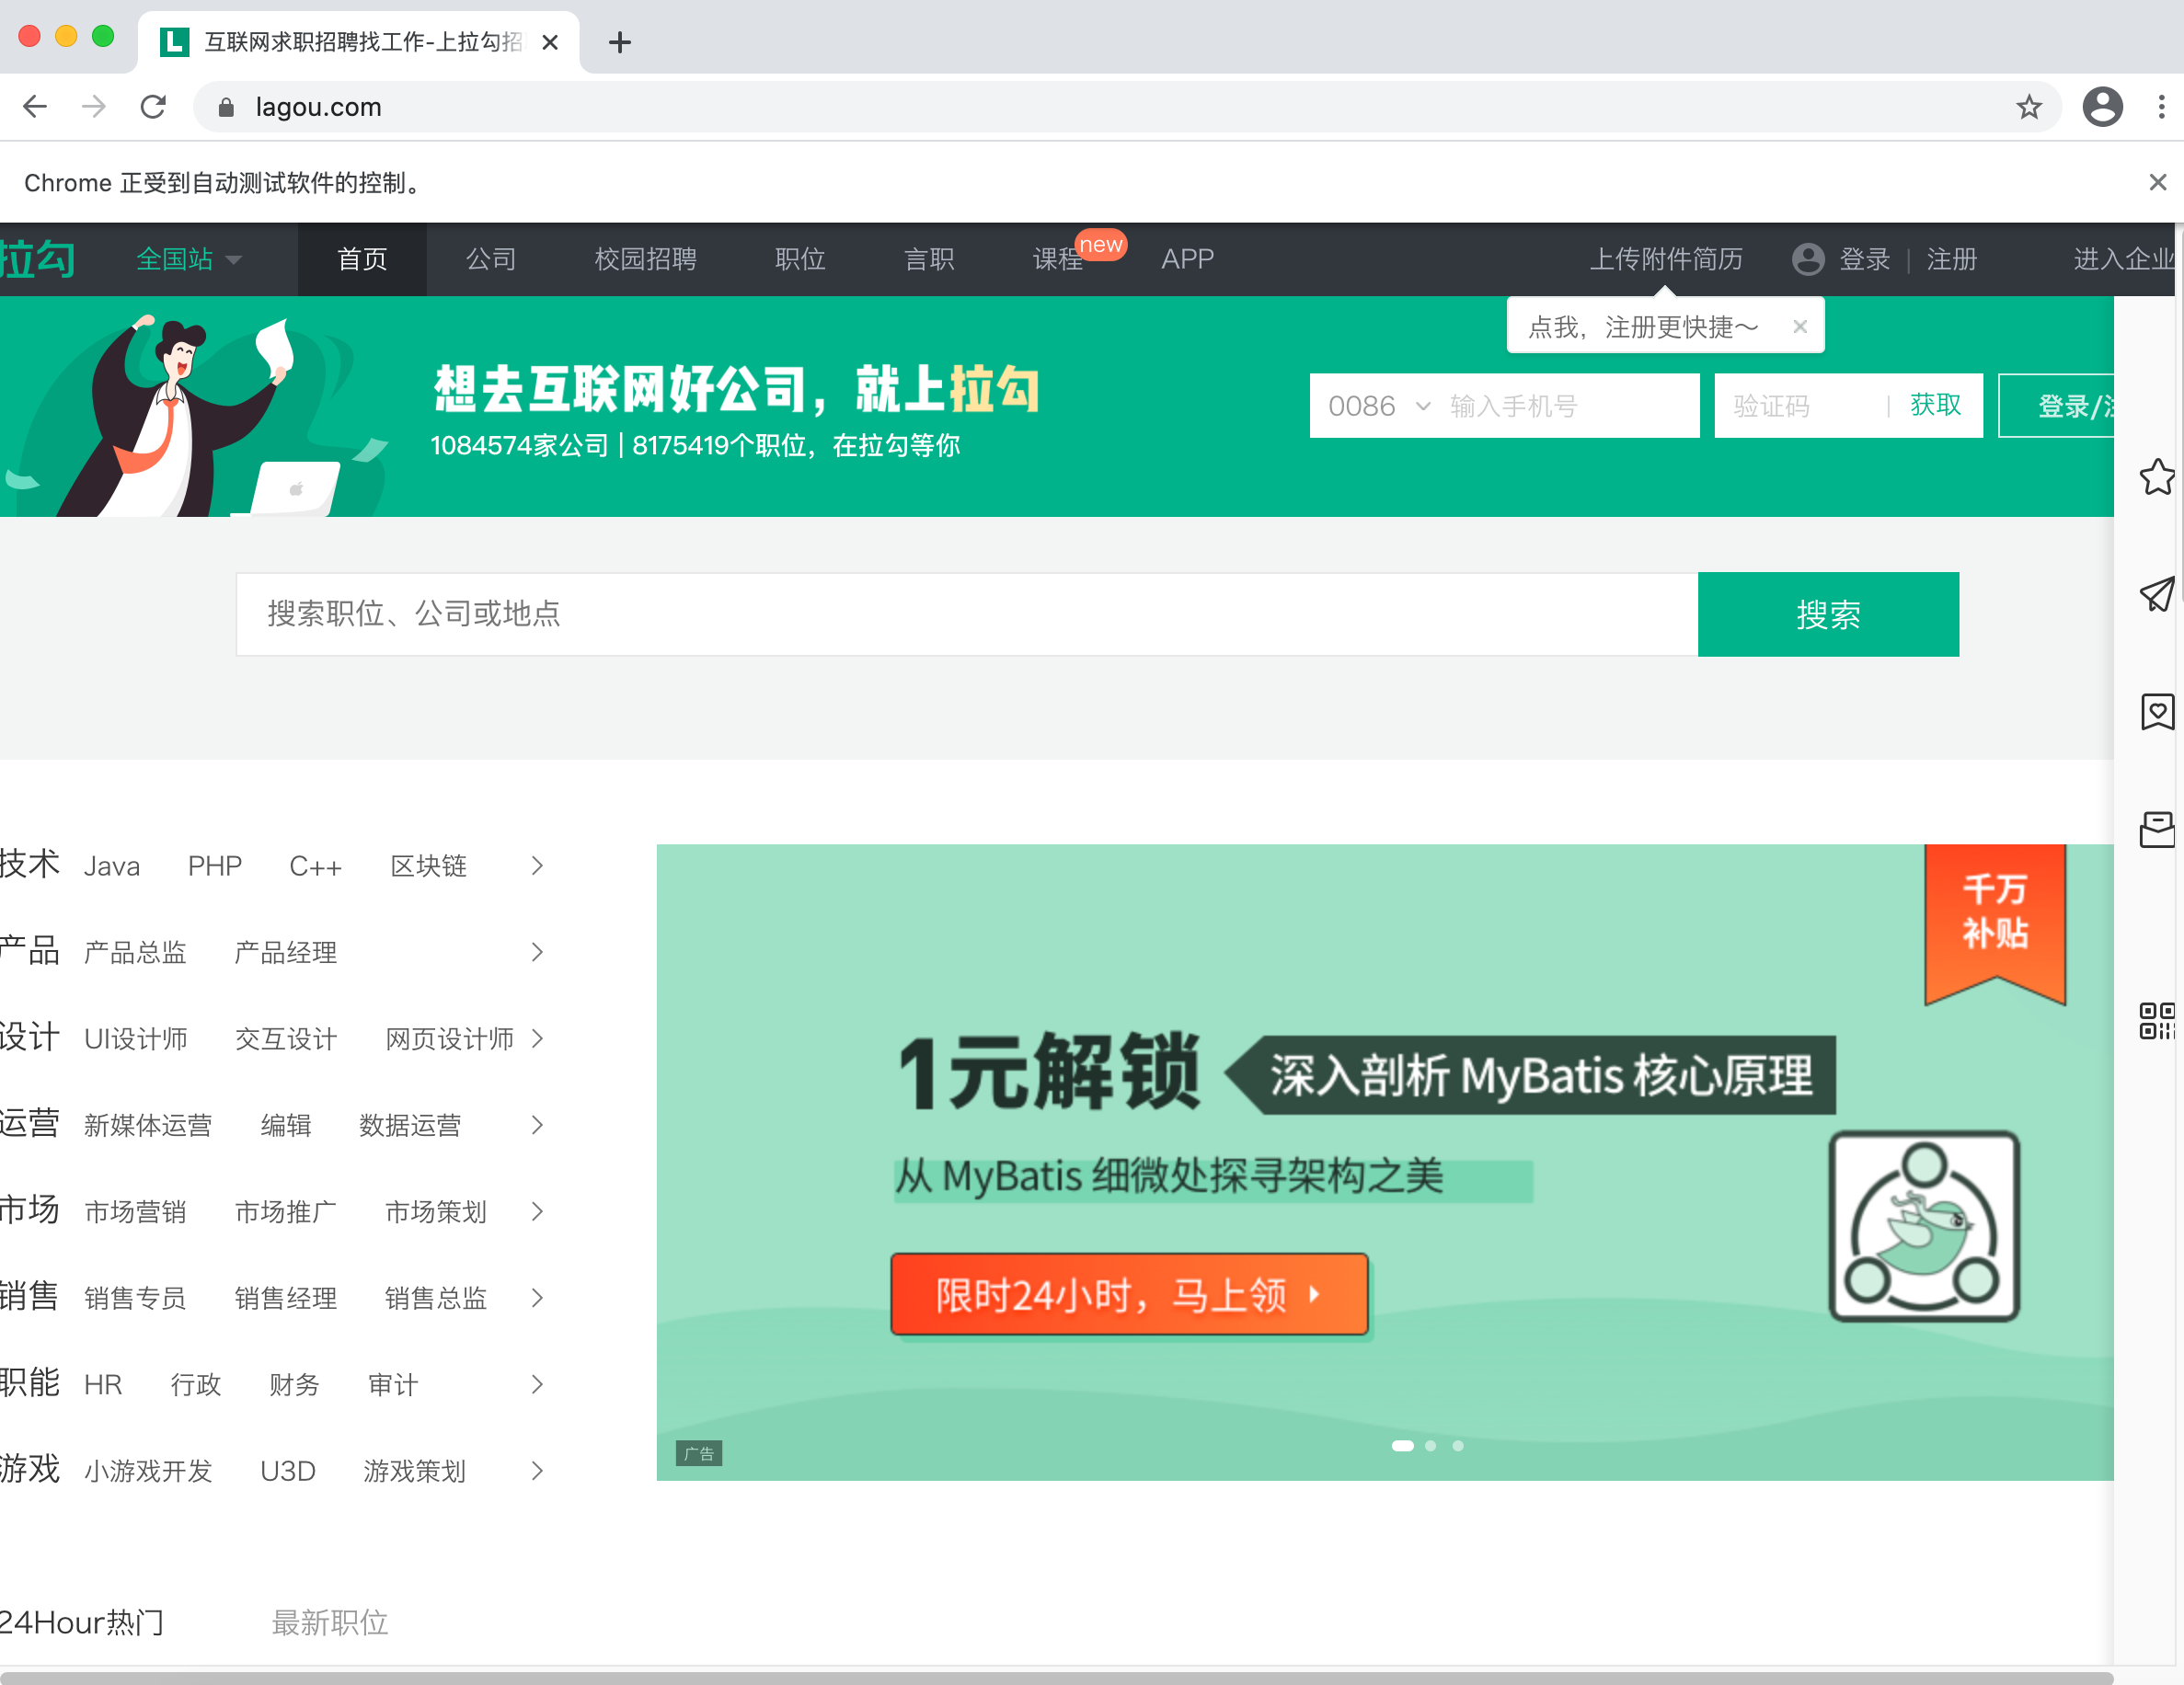 互联网求职招聘找工作-上拉勾招
lagou.com
Chrome 正受到自动测试软件的控制。
拉勾 全国站 首页 公司 校园招聘 职位 言职 课程 new APP 上传附件简历 登录 | 注册 进入企业
点我，注册更快捷～
想去互联网好公司，就上拉勾
0086 输入手机号 验证码 | 获取 登录/注
1084574家公司 | 8175419个职位，在拉勾等你
搜索职位、公司或地点 搜索
技术 Java PHP C++ 区块链
产品 产品总监 产品经理
设计 UI设计师 交互设计 网页设计师
运营 新媒体运营 编辑 数据运营
市场 市场营销 市场推广 市场策划
销售 销售专员 销售经理 销售总监
职能 HR 行政 财务 审计
游戏 小游戏开发 U3D 游戏策划
千万
补贴
1元解锁 深入剖析 MyBatis 核心原理
从 MyBatis 细微处探寻架构之美
限时24小时，马上领
广告
24Hour热门 最新职位